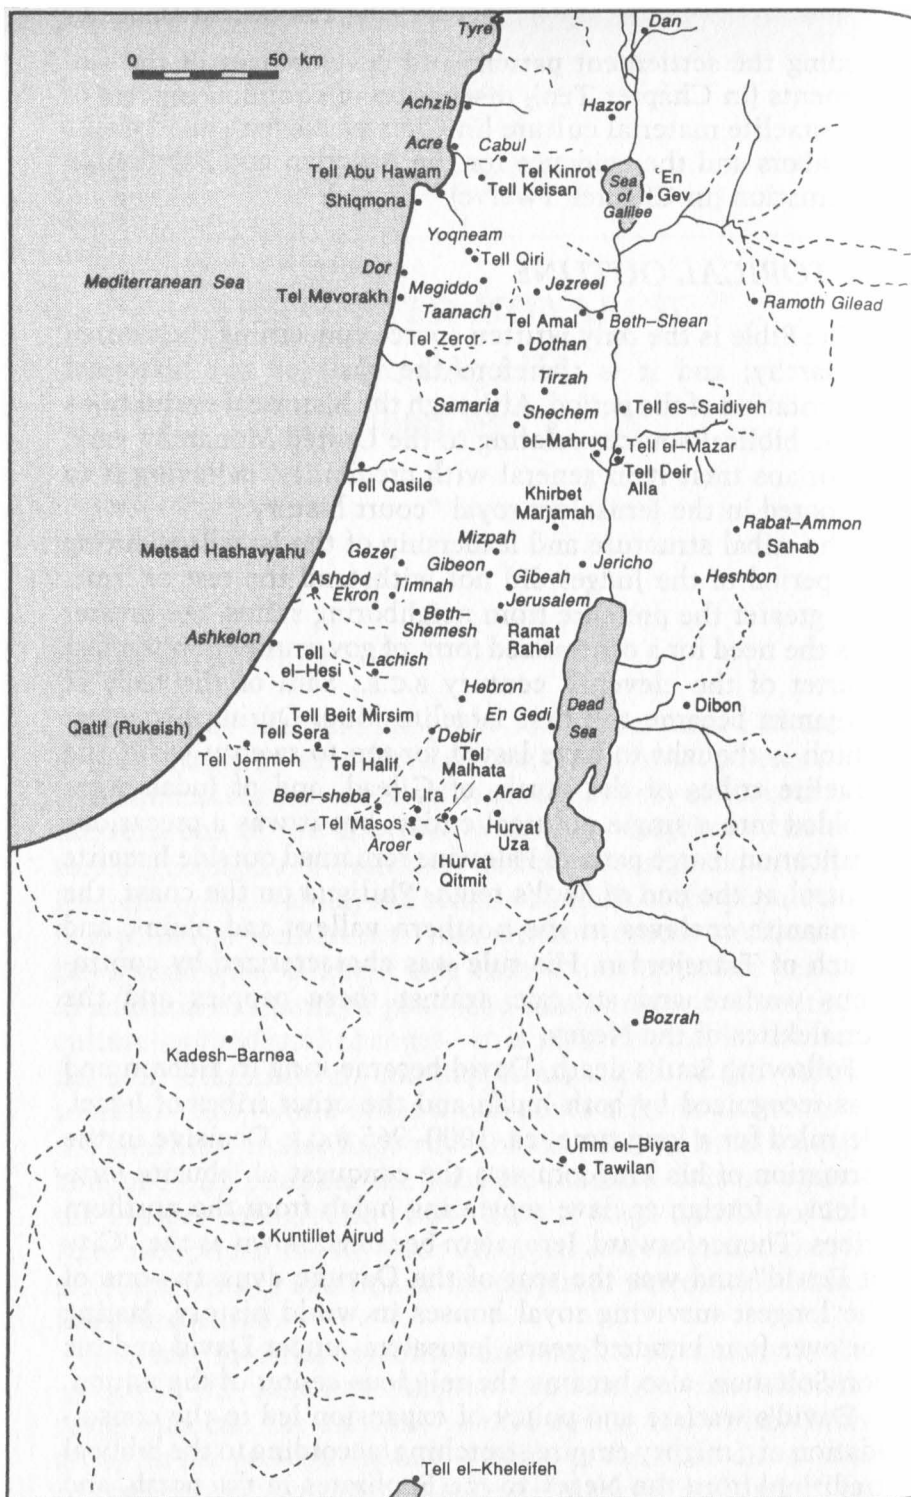 Tyre
Dan
0
50 km
Achzib
Hazor
Acre
Cabul
Tell Abu Hawam
Tel Kinrot
Sea
of
Galilee
ʿEn
Gev
Tell Keisan
Shiqmona
Yoqneam
Tell Qiri
Mediterranean Sea
Dor
Megiddo
Jezreel
Tel Mevorakh
Taanach
Ramoth Gilead
Tel Amal
Beth–Shean
Tel Zeror
Dothan
Tirzah
Samaria
Shechem
Tell es–Saidiyeh
el–Mahruq
Tell el–Mazar
Tell Qasile
Tell Deir
Alla
Khirbet
Marjamah
Rabat–Ammon
Metsad Hashavyahu
Gezer
Mizpah
Sahab
Gibeon
Jericho
Ashdod
Ekron
Timnah
Gibeah
Heshbon
Jerusalem
Beth–
Shemesh
Ramat
Rahel
Ashkelon
Tell
el–Hesi
Lachish
Hebron
Dead
Sea
Dibon
Qatif (Rukeish)
Tell Beit Mirsim
En Gedi
Tell Sera
Debir
Tell Jemmeh
Tel Halif
Tel
Malhata
Beer–sheba
Tel Ira
Arad
Tel Masos
Hurvat
Uza
Aroer
Hurvat
Qitmit
Bozrah
Kadesh–Barnea
Umm el–Biyara
Tawilan
Kuntillet Ajrud
Tell el–Kheleifeh